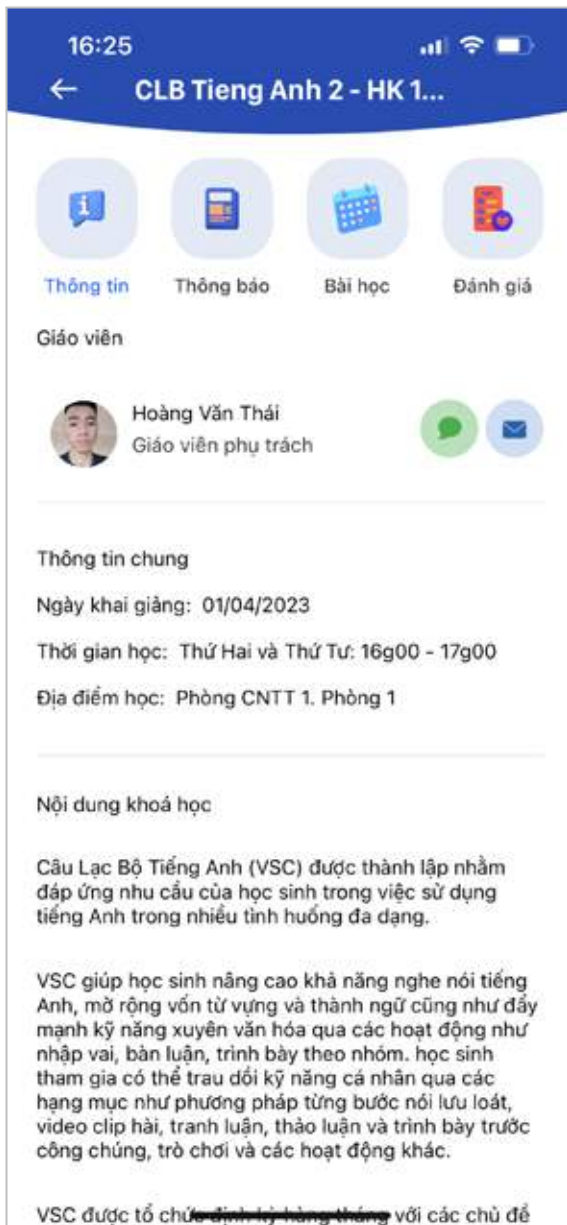 16:25
CLB Tieng Anh 2 - HK 1...
Thông tin
Thông báo
Bài học
Đánh giá
Giáo viên
Hoàng Văn Thái
Giáo viên phụ trách
Thông tin chung
Ngày khai giảng: 01/04/2023
Thời gian học: Thứ Hai và Thứ Tư: 16g00 - 17g00
Địa điểm học: Phòng CNTT 1. Phòng 1
Nội dung khoá học
Câu Lạc Bộ Tiếng Anh (VSC) được thành lập nhằm
đáp ứng nhu cầu của học sinh trong việc sử dụng
tiếng Anh trong nhiều tình huống đa dạng.
VSC giúp học sinh nâng cao khả năng nghe nói tiếng
Anh, mở rộng vốn từ vựng và thành ngữ cũng như đẩy
mạnh kỹ năng xuyên văn hóa qua các hoạt động như
nhập vai, bàn luận, trình bày theo nhóm. học sinh
tham gia có thể trau dồi kỹ năng cá nhân qua các
hạng mục như phương pháp từng bước nói lưu loát,
video clip hài, tranh luận, thảo luận và trình bày trước
công chúng, trò chơi và các hoạt động khác.
VSC được tổ chức định kỳ hàng tháng với các chủ đề